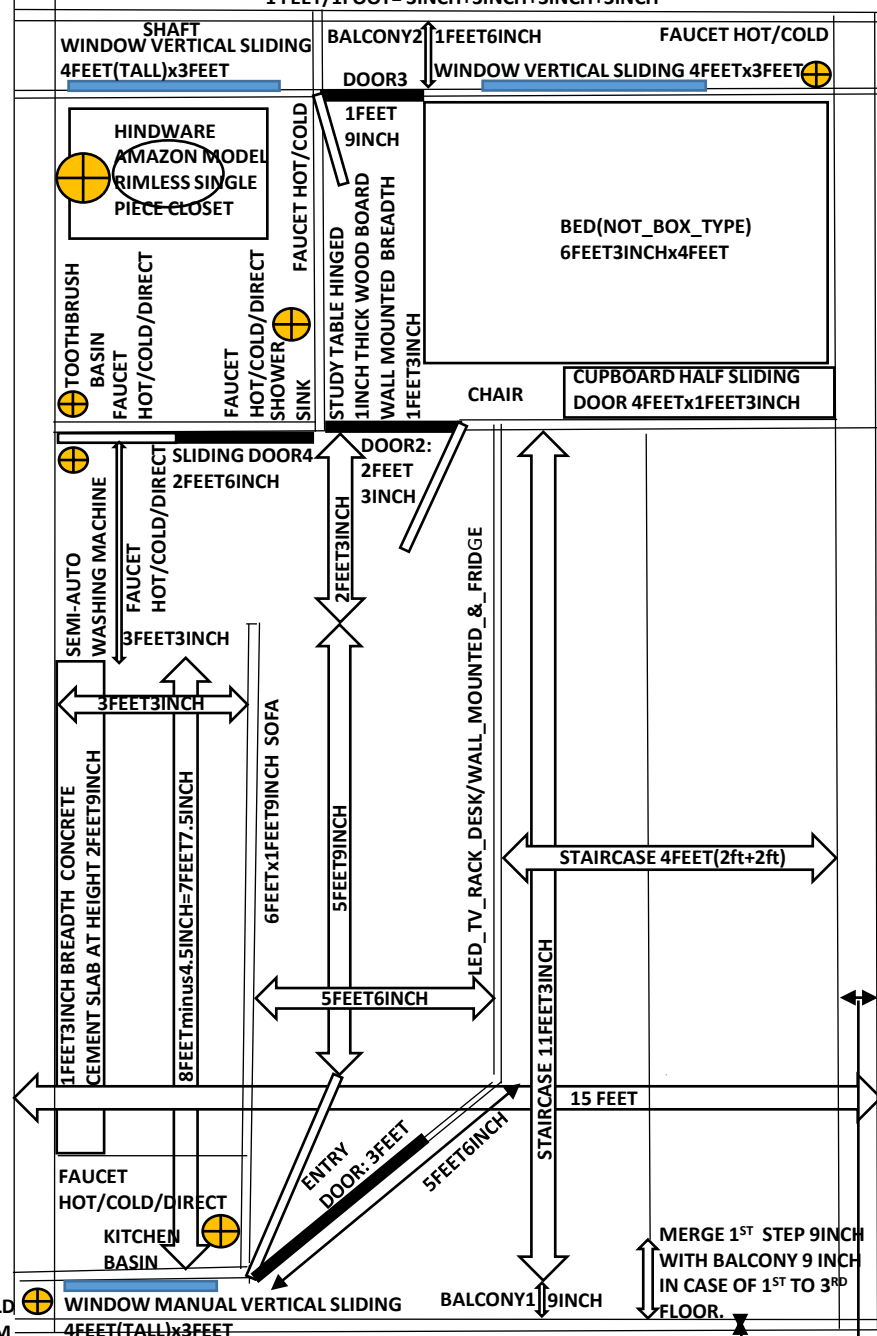 1 FEET/1FOOT= 3INCH+3INCH+3INCH+3INCH
SHAFT
WINDOW VERTICAL SLIDING
4FEET(TALL)x3FEET
BALCONY2
1FEET6INCH
FAUCET HOT/COLD
DOOR3
WINDOW VERTICAL SLIDING 4FEETx3FEET
1FEET
9INCH
HINDWARE
AMAZON MODEL
RIMLESS SINGLE
PIECE CLOSET
FAUCET HOT/COLD
BED(NOT_BOX_TYPE)
6FEET3INCHx4FEET
TOOTHBRUSH
BASIN
FAUCET
HOT/COLD/DIRECT
FAUCET
HOT/COLD/DIRECT
SHOWER
SINK
STUDY TABLE HINGED
1INCH THICK WOOD BOARD
WALL MOUNTED BREADTH
1FEET3INCH
CHAIR
CUPBOARD HALF SLIDING
DOOR 4FEETx1FEET3INCH
SLIDING DOOR4
2FEET6INCH
DOOR2:
2FEET
3INCH
SEMI-AUTO
WASHING MACHINE
FAUCET
HOT/COLD/DIRECT
2FEET3INCH
3FEET3INCH
3FEET3INCH
LED_TV_RACK_DESK/WALL_MOUNTED_&_FRIDGE
1FEET3INCH BREADTH CONCRETE
CEMENT SLAB AT HEIGHT 2FEET9INCH
8FEETminus4.5INCH=7FEET7.5INCH
6FEETx1FEET9INCH SOFA
5FEET9INCH
STAIRCASE 4FEET(2ft+2ft)
5FEET6INCH
STAIRCASE 11FEET3INCH
15 FEET
ENTRY
DOOR: 3FEET
5FEET6INCH
FAUCET
HOT/COLD/DIRECT
KITCHEN
BASIN
MERGE 1ST STEP 9INCH
WITH BALCONY 9 INCH
IN CASE OF 1ST TO 3RD
FLOOR.
BALCONY1
9INCH
WINDOW MANUAL VERTICAL SLIDING
4FEET(TALL)x3FEET